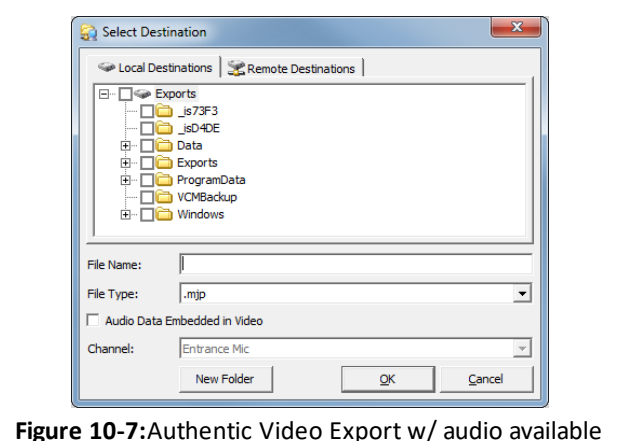 Select Destination
Local Destinations Remote Destinations
Exports
_is73F3
_isD4DE
Data
Exports
ProgramData
VCMBackup
Windows
File Name:
File Type: .mjp
Audio Data Embedded in Video
Channel: Entrance Mic
New Folder OK Cancel
Figure 10-7:Authentic Video Export w/ audio available